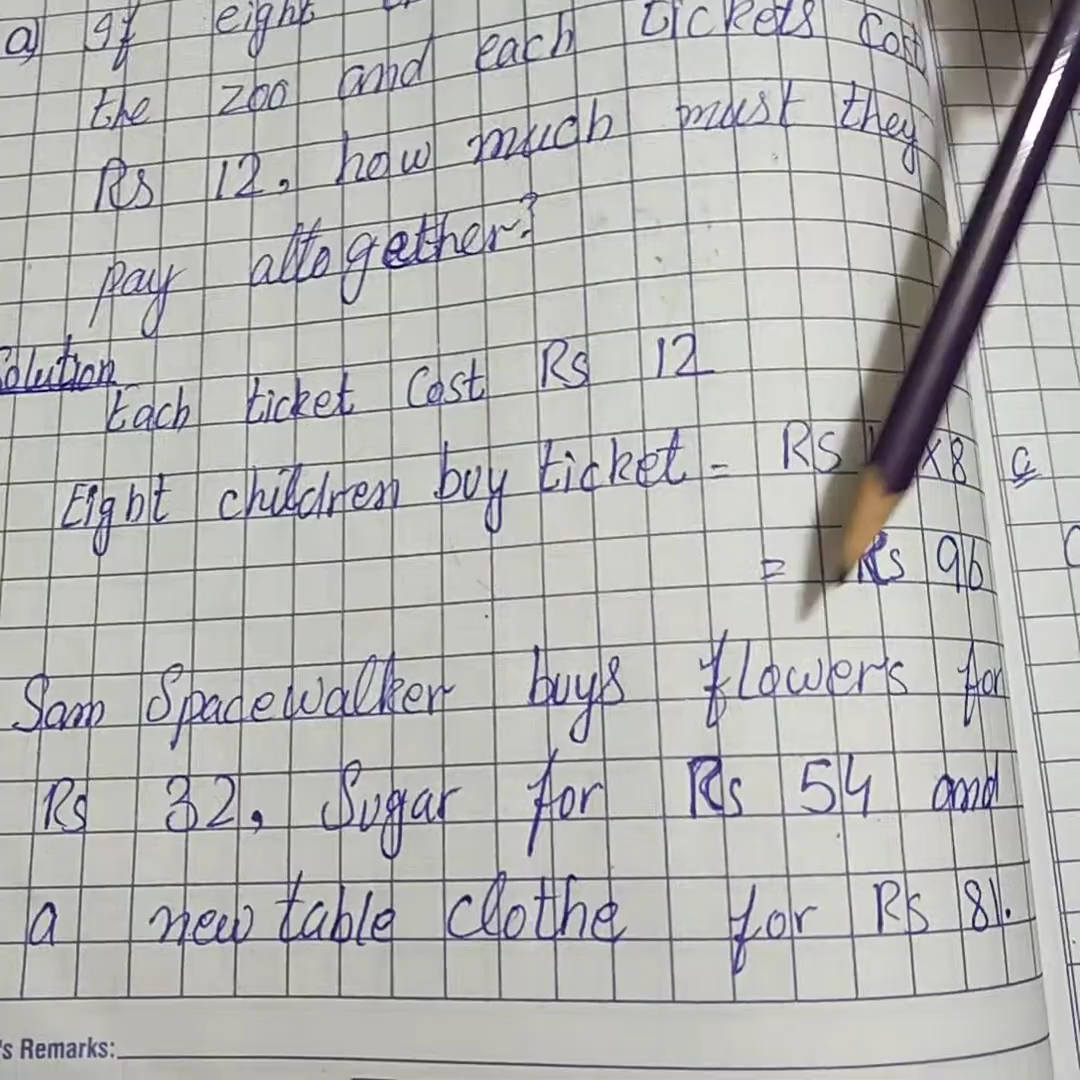 a) If eight
the zoo and each tickets Cost
Rs 12, how much must they
pay altogether?
Solution
Each ticket Cost Rs 12
Eight children buy ticket = Rs x8
= Rs 96
Sam Spacewalker buys flowers for
Rs 32, Sugar for Rs 54 and
a new table clothe for Rs 81.
's Remarks: